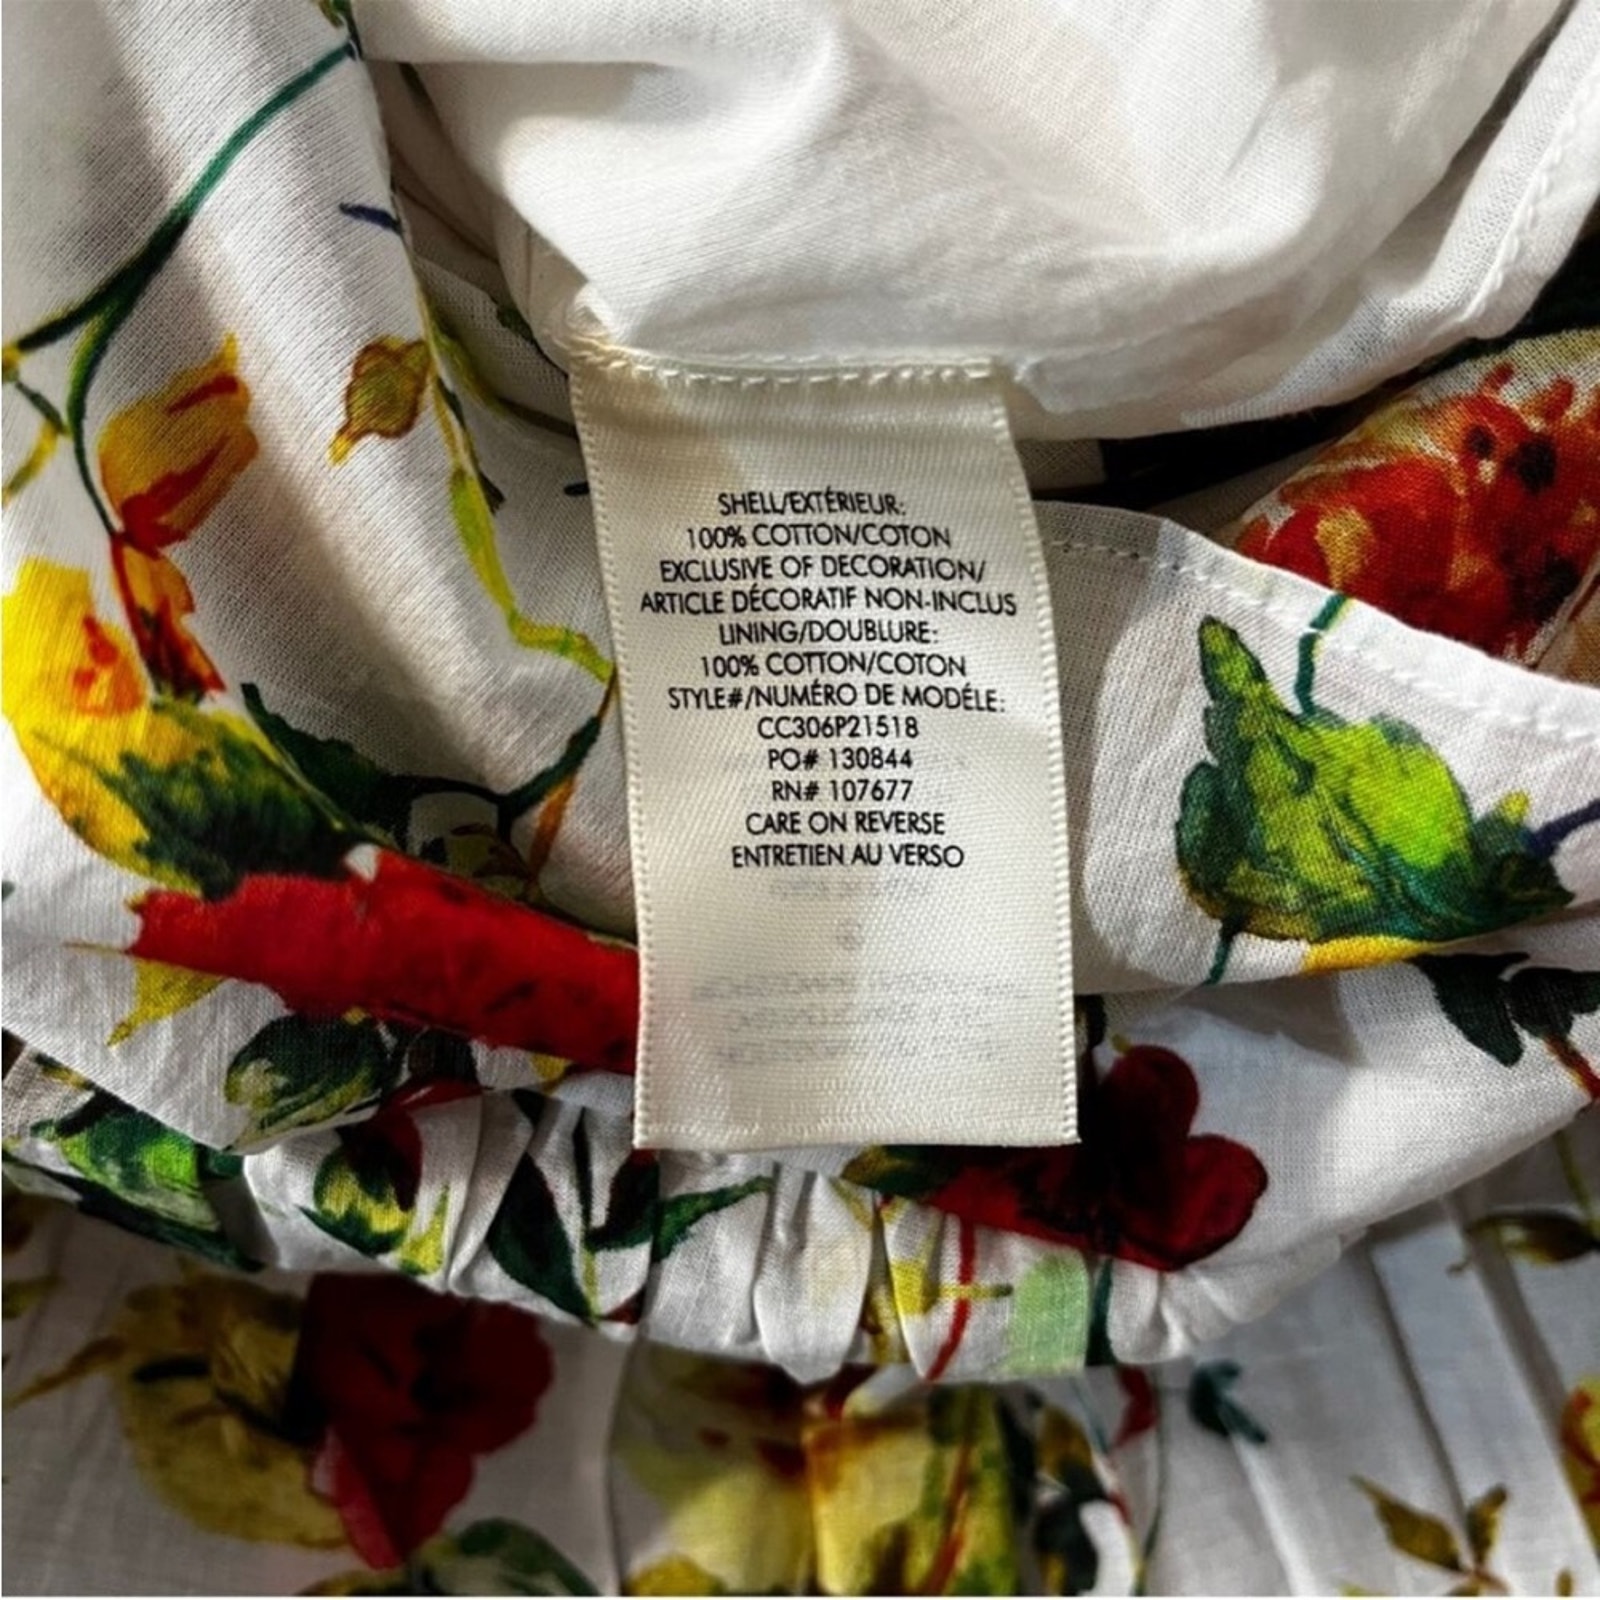 SHELL/EXTÉRIEUR:
100% COTTON/COTON
EXCLUSIVE OF DECORATION/
ARTICLE DÉCORATIF NON-INCLUS
LINING/DOUBLURE:
100% COTTON/COTON
STYLE#/NUMÉRO DE MODÉLE:
CC306P21518
PO# 130844
RN# 107677
CARE ON REVERSE
ENTRETIEN AU VERSO